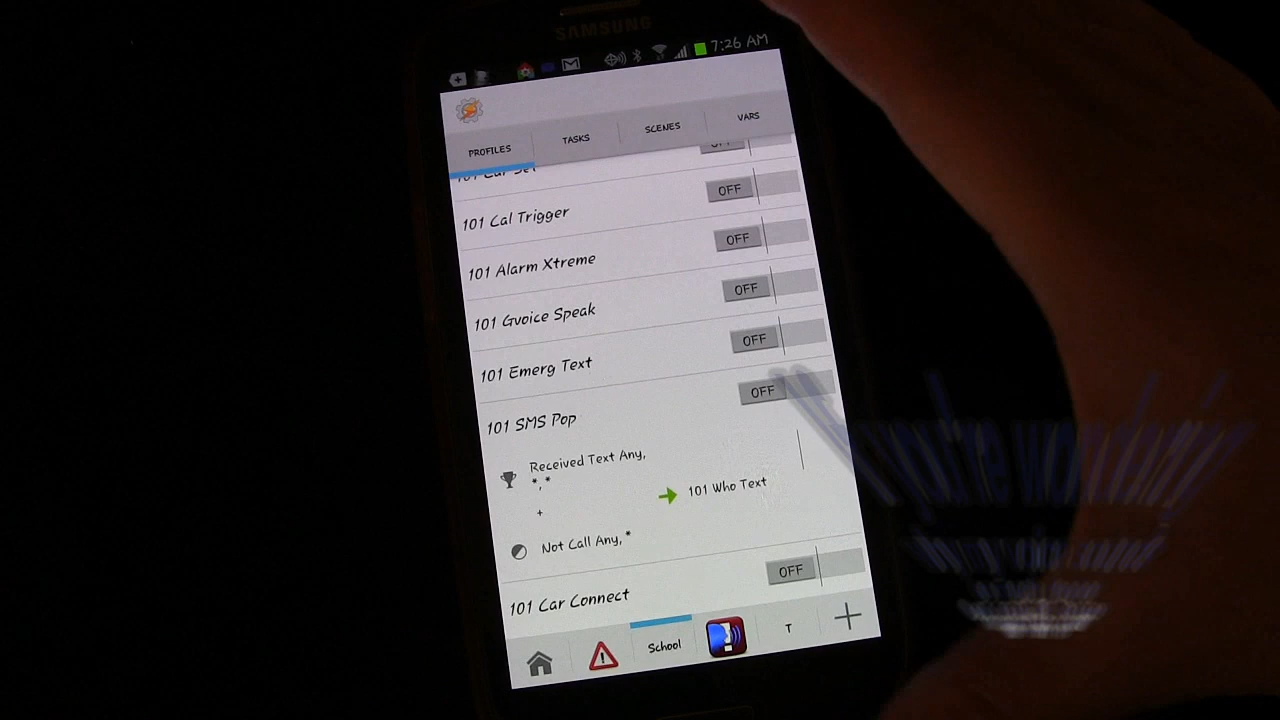 SAMSUNG
7:26 AM
PROFILES TASKS SCENES VARS
OFF
101 Car Set
101 Cal Trigger OFF
101 Alarm Xtreme OFF
101 Gvoice Speak OFF
101 Emerg Text OFF
101 SMS Pop OFF
Received Text Any,
*,*
+
101 Who Text
Not Call Any,*
101 Car Connect OFF
School
T